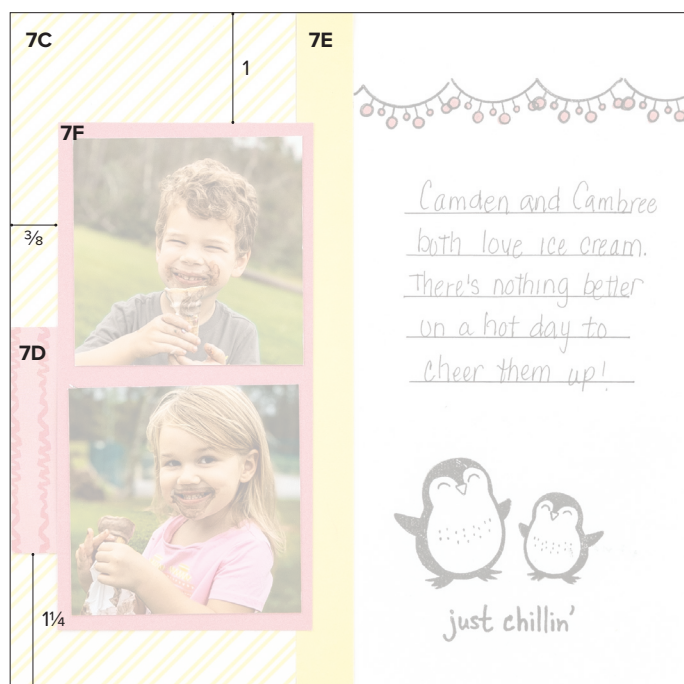 7C
7E
1
7F
3/8
7D
1¼
Camden and Cambree
both love ice cream.
There's nothing better
on a hot day to
cheer them up!
just chillin'